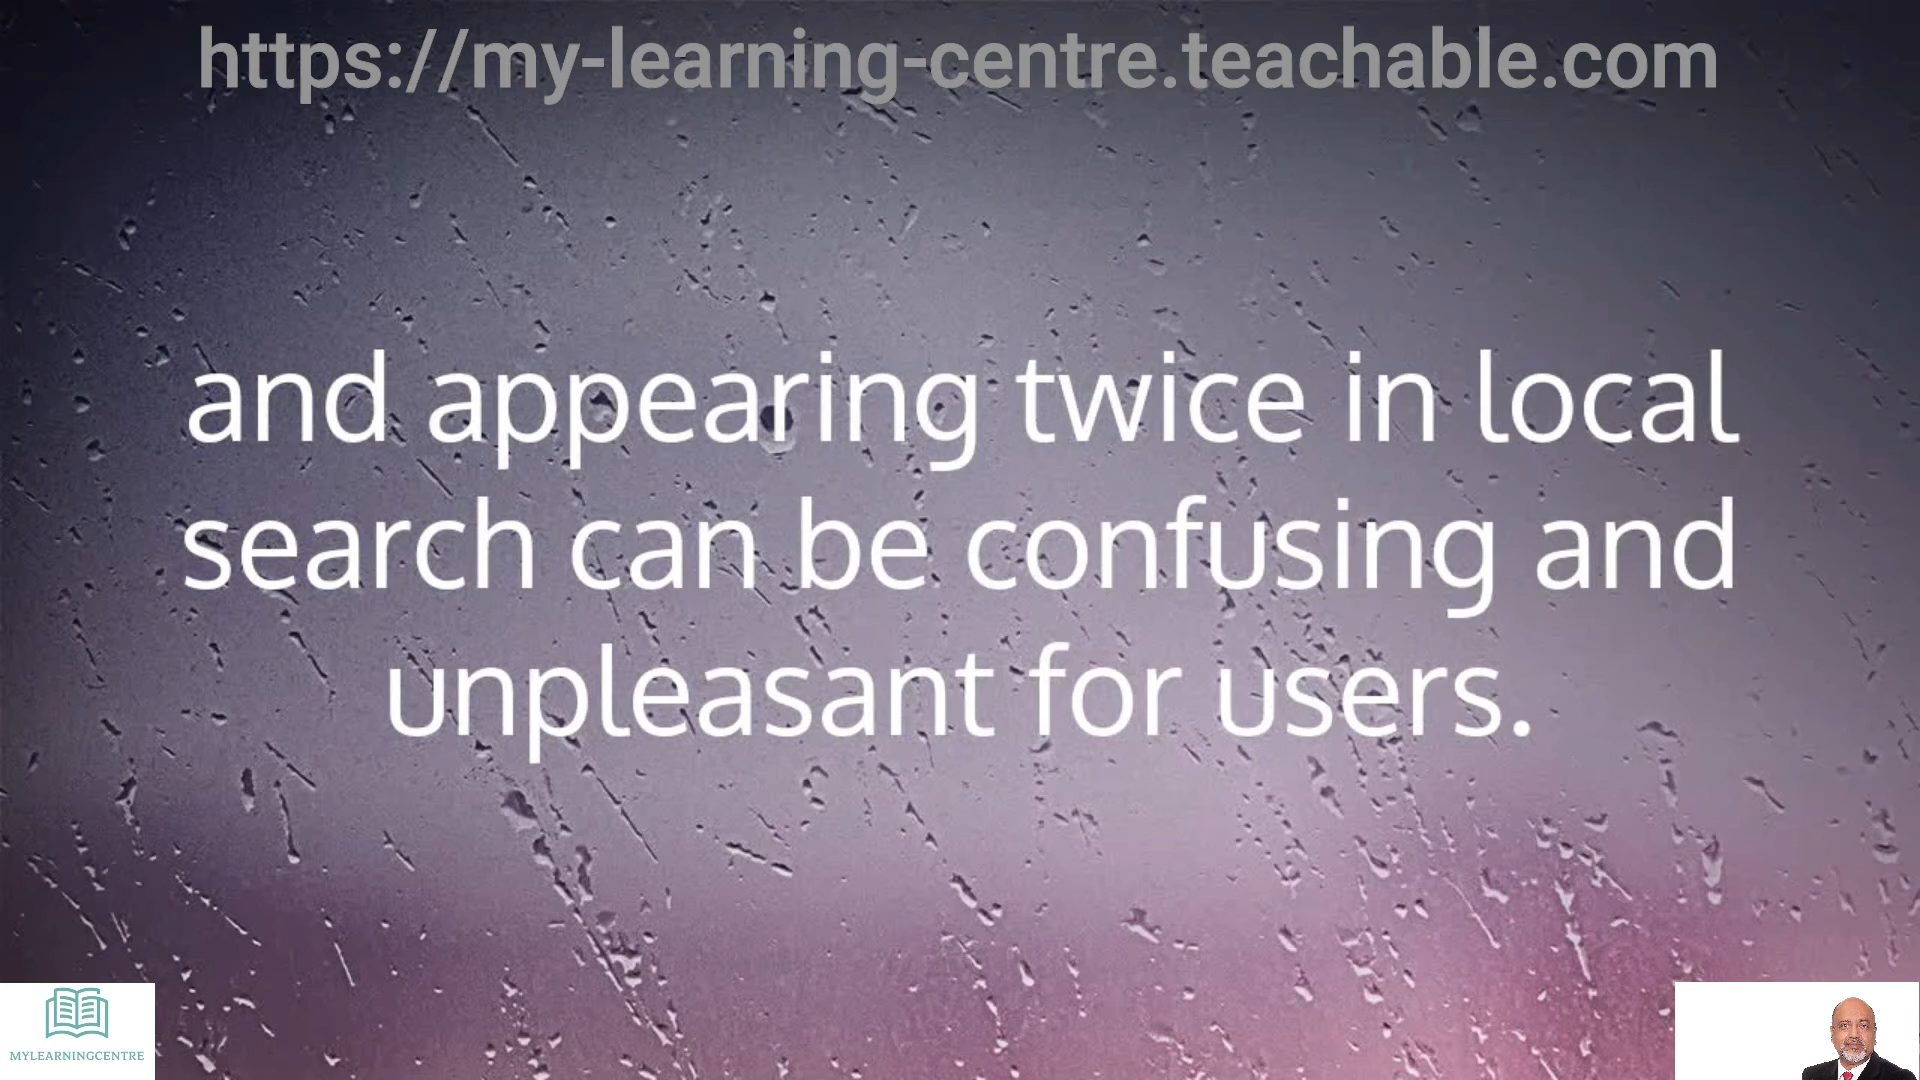 https://my-learning-centre.teachable.com
and appearing twice in local
search can be confusing and
unpleasant for users.
MYLEARNINGCENTRE